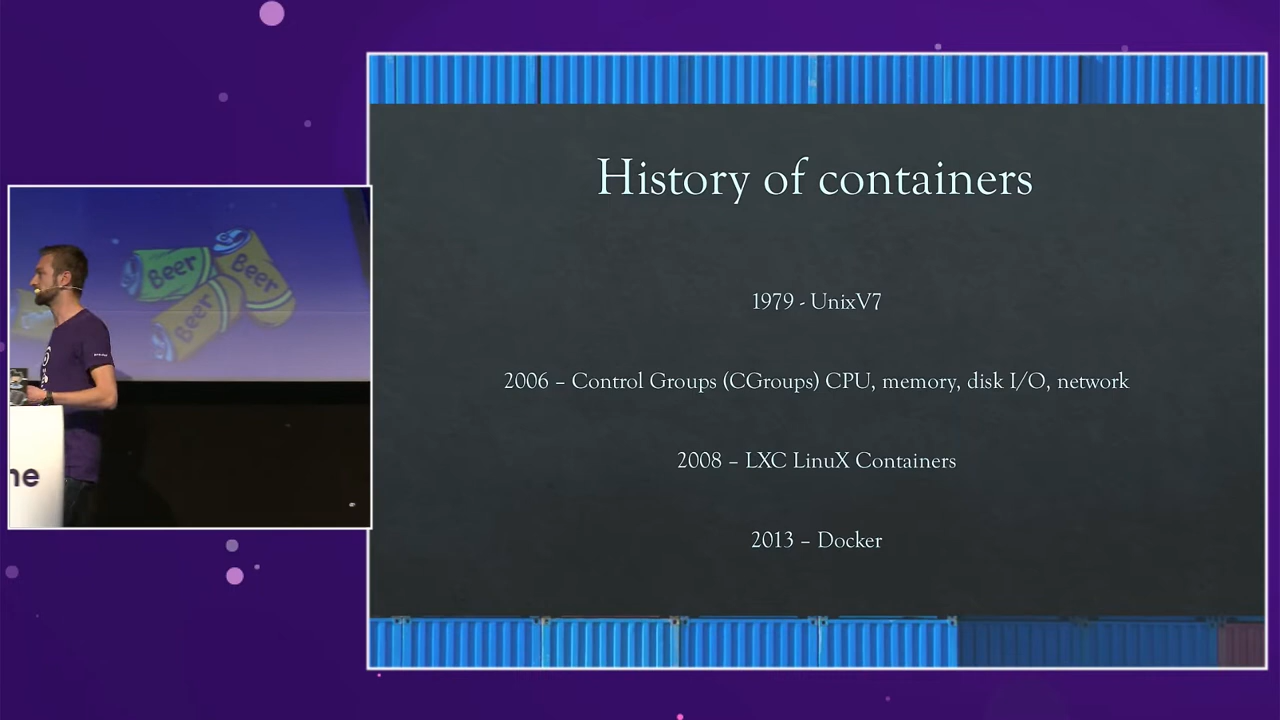 History of containers
1979 - UnixV7
2006 – Control Groups (CGroups) CPU, memory, disk I/O, network
2008 – LXC LinuX Containers
2013 – Docker
Beer
Beer
Beer
ne